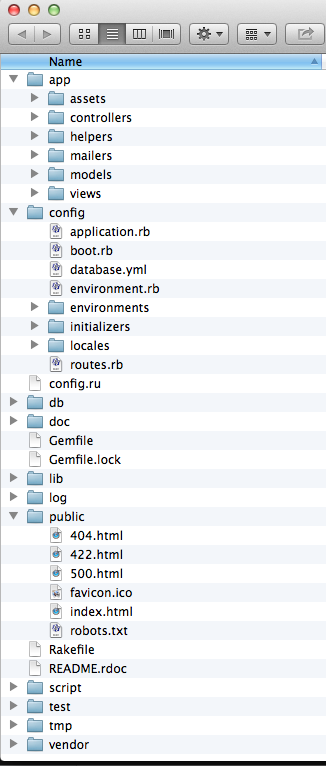 Name
app
assets
controllers
helpers
mailers
models
views
config
application.rb
boot.rb
database.yml
environment.rb
environments
initializers
locales
routes.rb
config.ru
db
doc
Gemfile
Gemfile.lock
lib
log
public
404.html
422.html
500.html
favicon.ico
index.html
robots.txt
Rakefile
README.rdoc
script
test
tmp
vendor